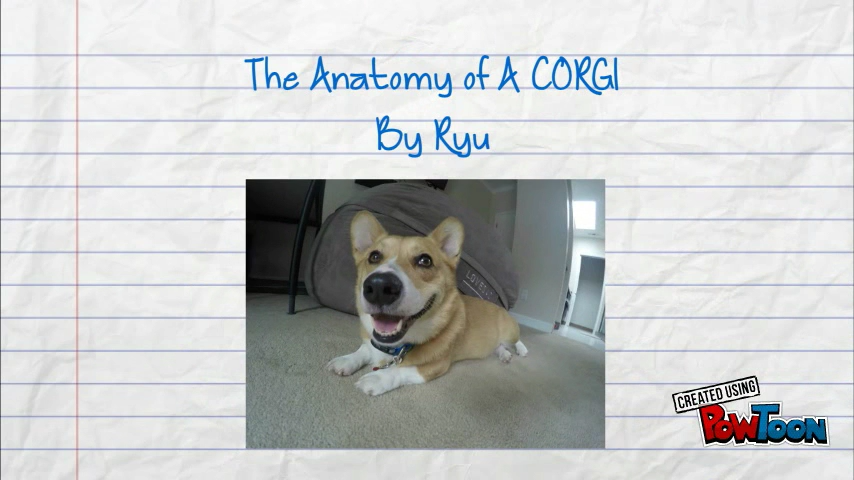 The Anatomy of A CORGI
By Ryu
CREATED USING
POWTOON